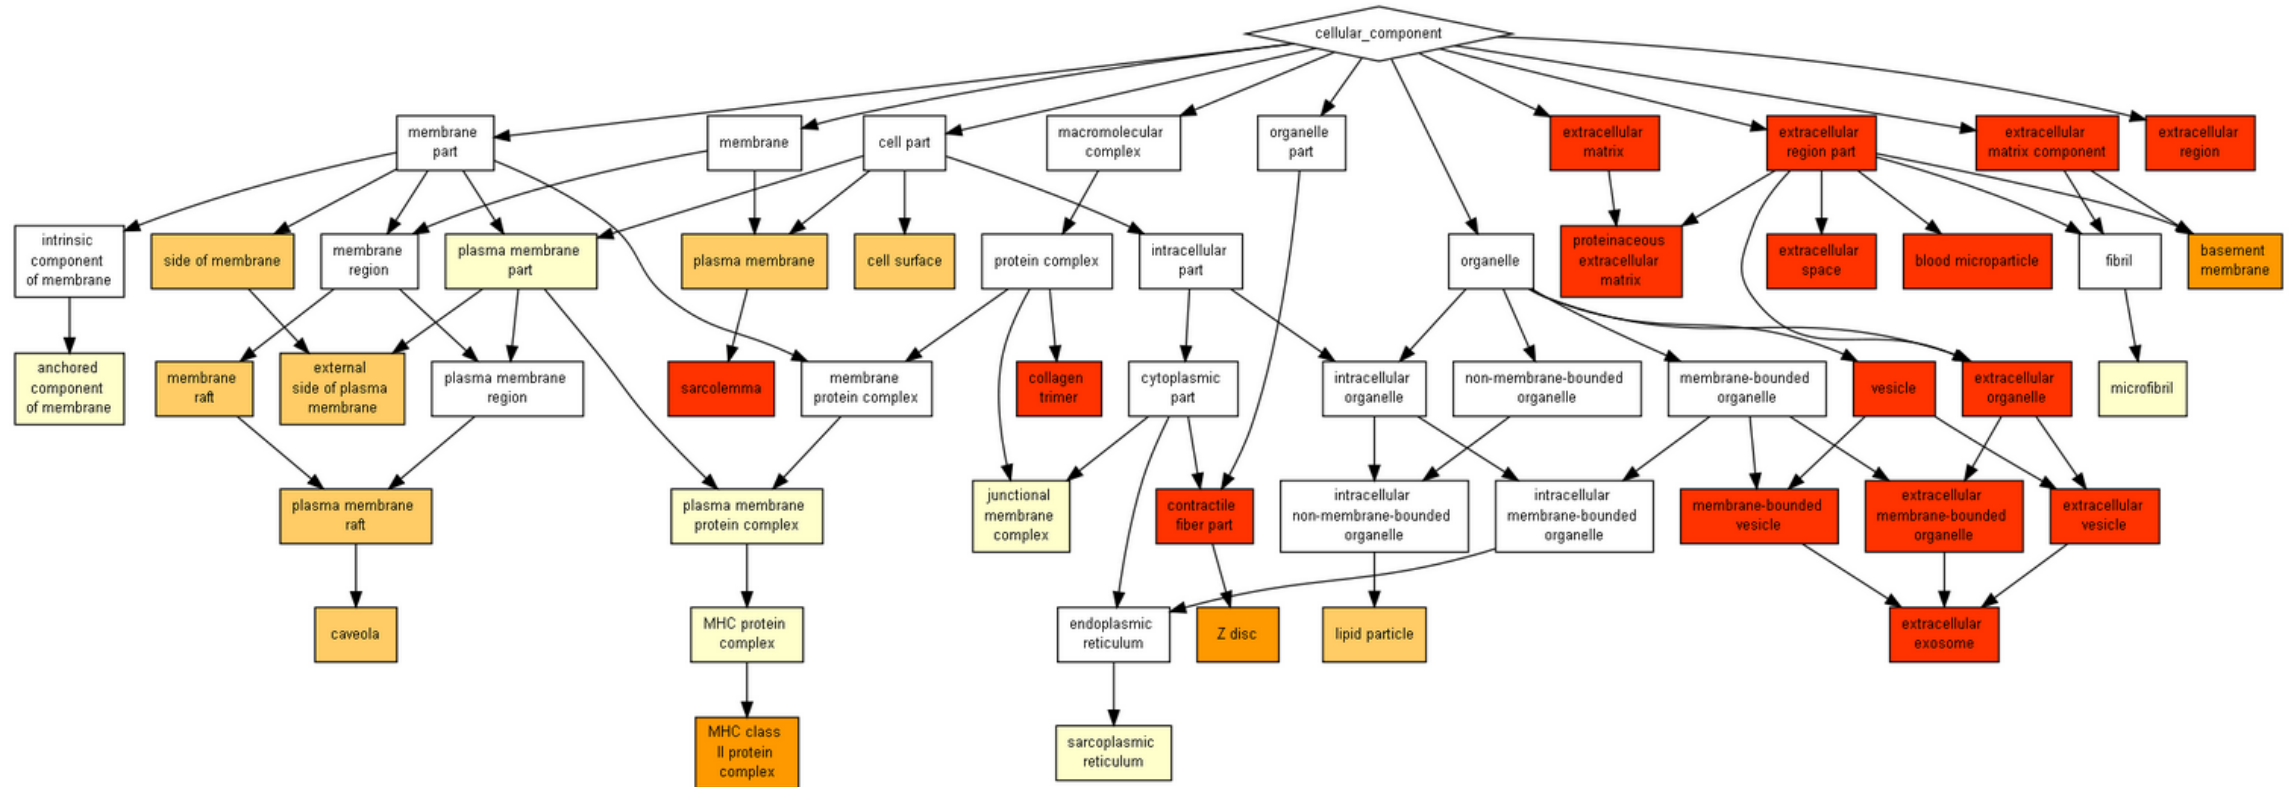 cellular_component
membrane
part
membrane
cell part
macromolecular
complex
organelle
part
extracellular
matrix
extracellular
region part
extracellular
matrix component
extracellular
region
intrinsic
component
of membrane
side of membrane
membrane
region
plasma membrane
part
plasma membrane
cell surface
protein complex
intracellular
part
organelle
proteinaceous
extracellular
matrix
extracellular
space
blood microparticle
fibril
basement
membrane
anchored
component
of membrane
membrane
raft
external
side of plasma
membrane
plasma membrane
region
sarcolemma
membrane
protein complex
collagen
trimer
cytoplasmic
part
intracellular
organelle
non-membrane-bounded
organelle
membrane-bounded
organelle
vesicle
extracellular
organelle
microfibril
plasma membrane
raft
plasma membrane
protein complex
junctional
membrane
complex
contractile
fiber part
intracellular
non-membrane-bounded
organelle
intracellular
membrane-bounded
organelle
membrane-bounded
vesicle
extracellular
membrane-bounded
organelle
extracellular
vesicle
caveola
MHC protein
complex
endoplasmic
reticulum
Z disc
lipid particle
extracellular
exosome
MHC class
II protein
complex
sarcoplasmic
reticulum